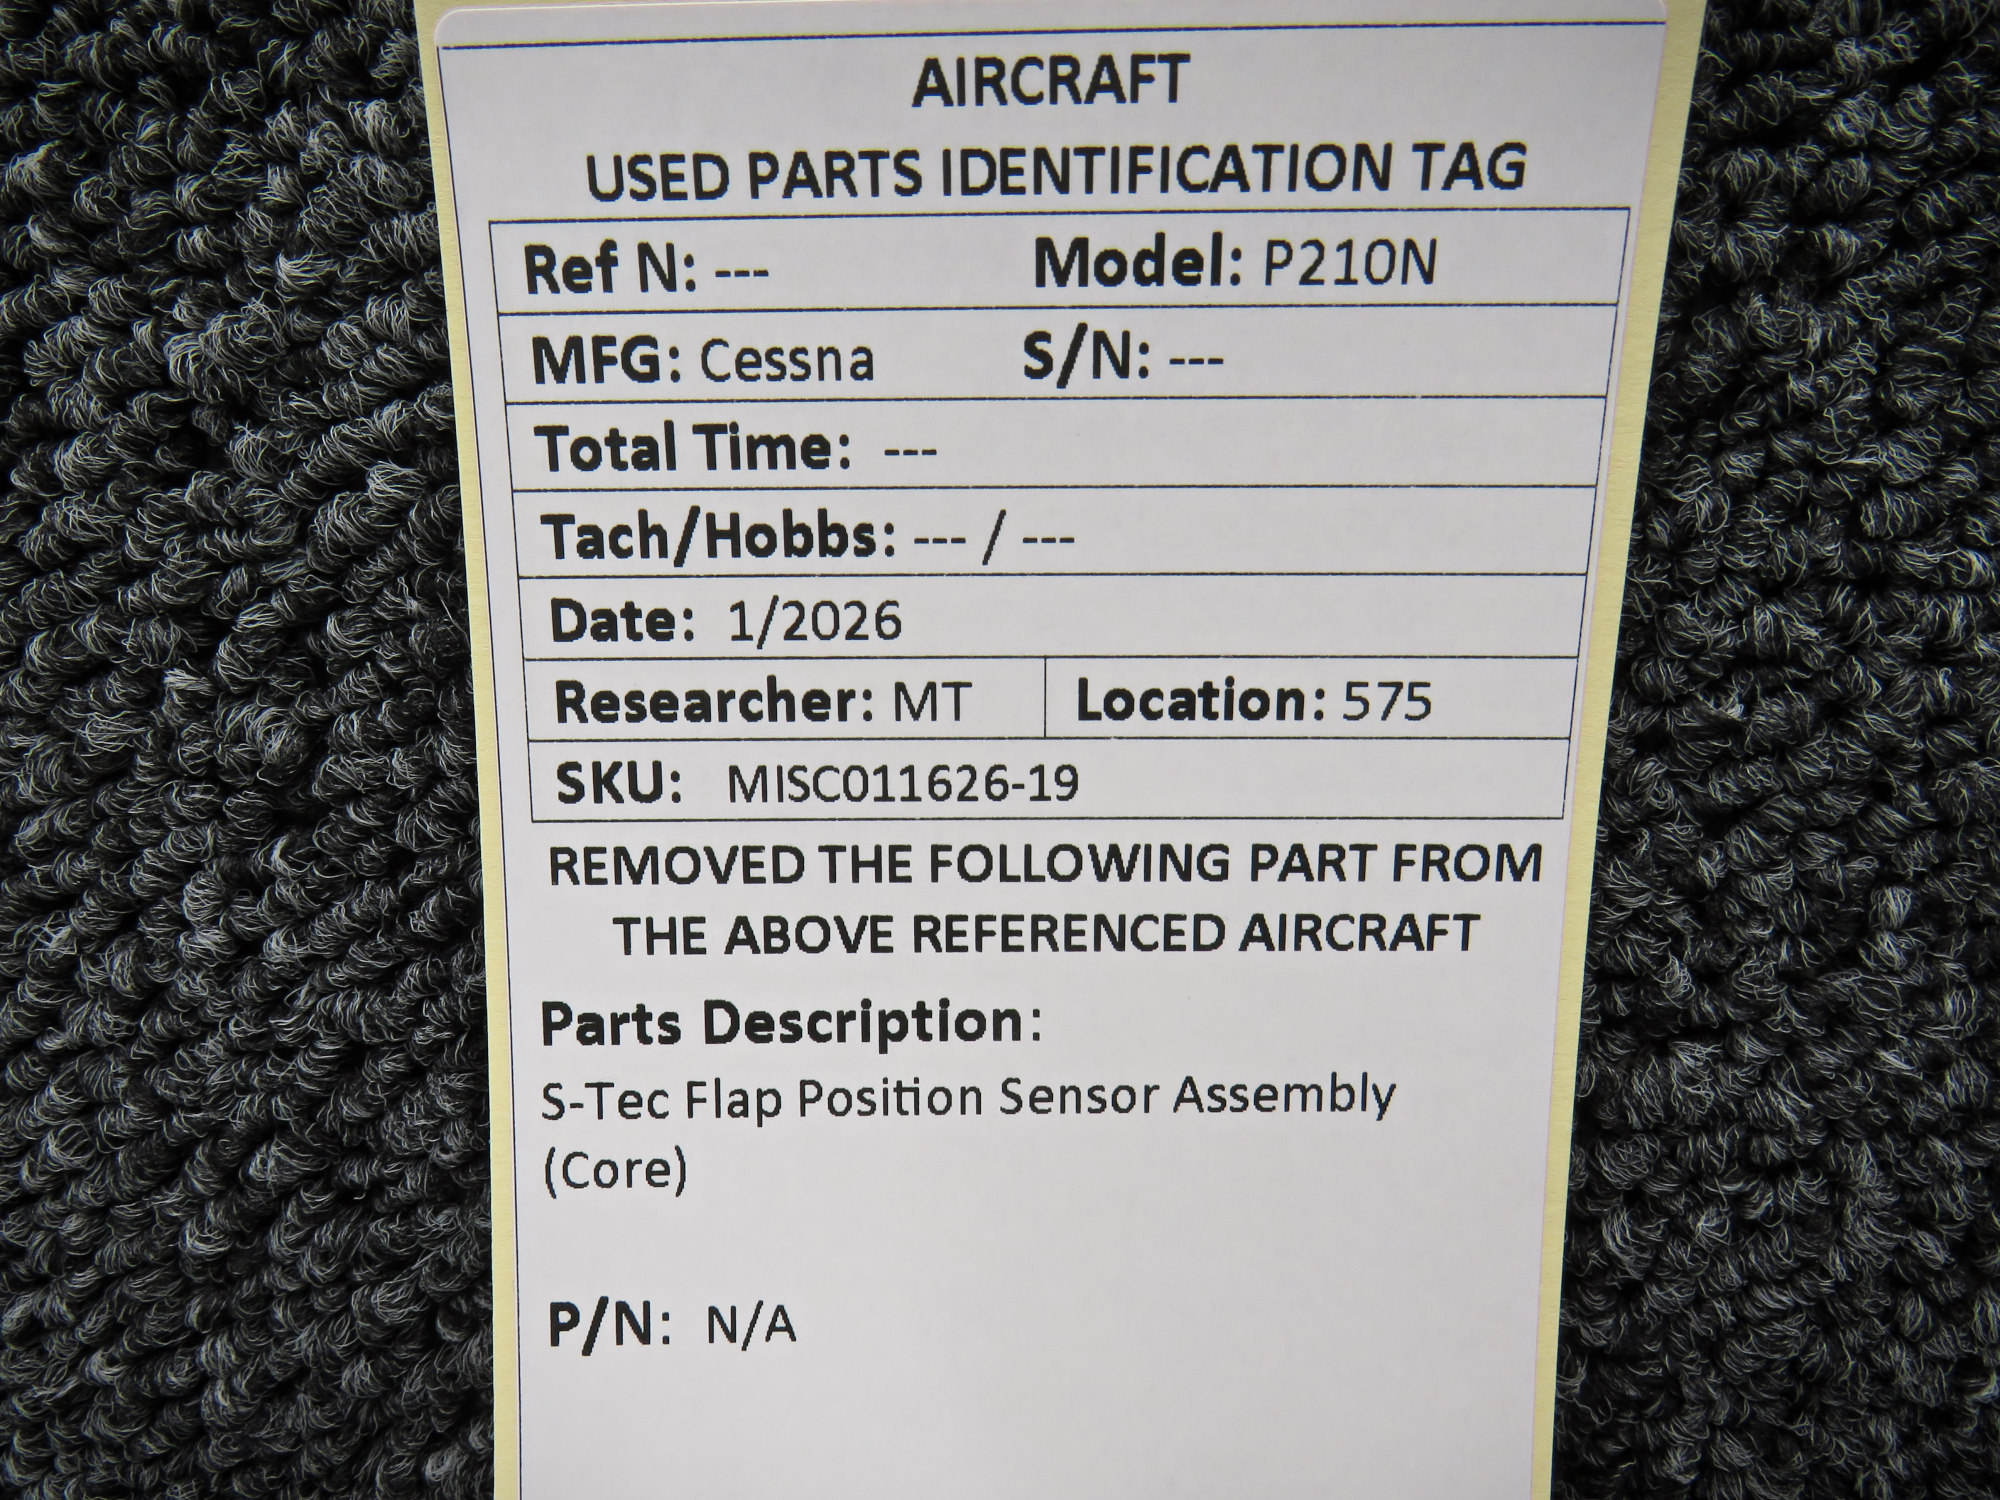 AIRCRAFT
USED PARTS IDENTIFICATION TAG
Ref N: --- Model: P210N
MFG: Cessna S/N: ---
Total Time: ---
Tach/Hobbs: --- / ---
Date: 1/2026
Researcher: MT Location: 575
SKU: MISC011626-19
REMOVED THE FOLLOWING PART FROM
THE ABOVE REFERENCED AIRCRAFT
Parts Description:
S-Tec Flap Position Sensor Assembly
(Core)
P/N: N/A